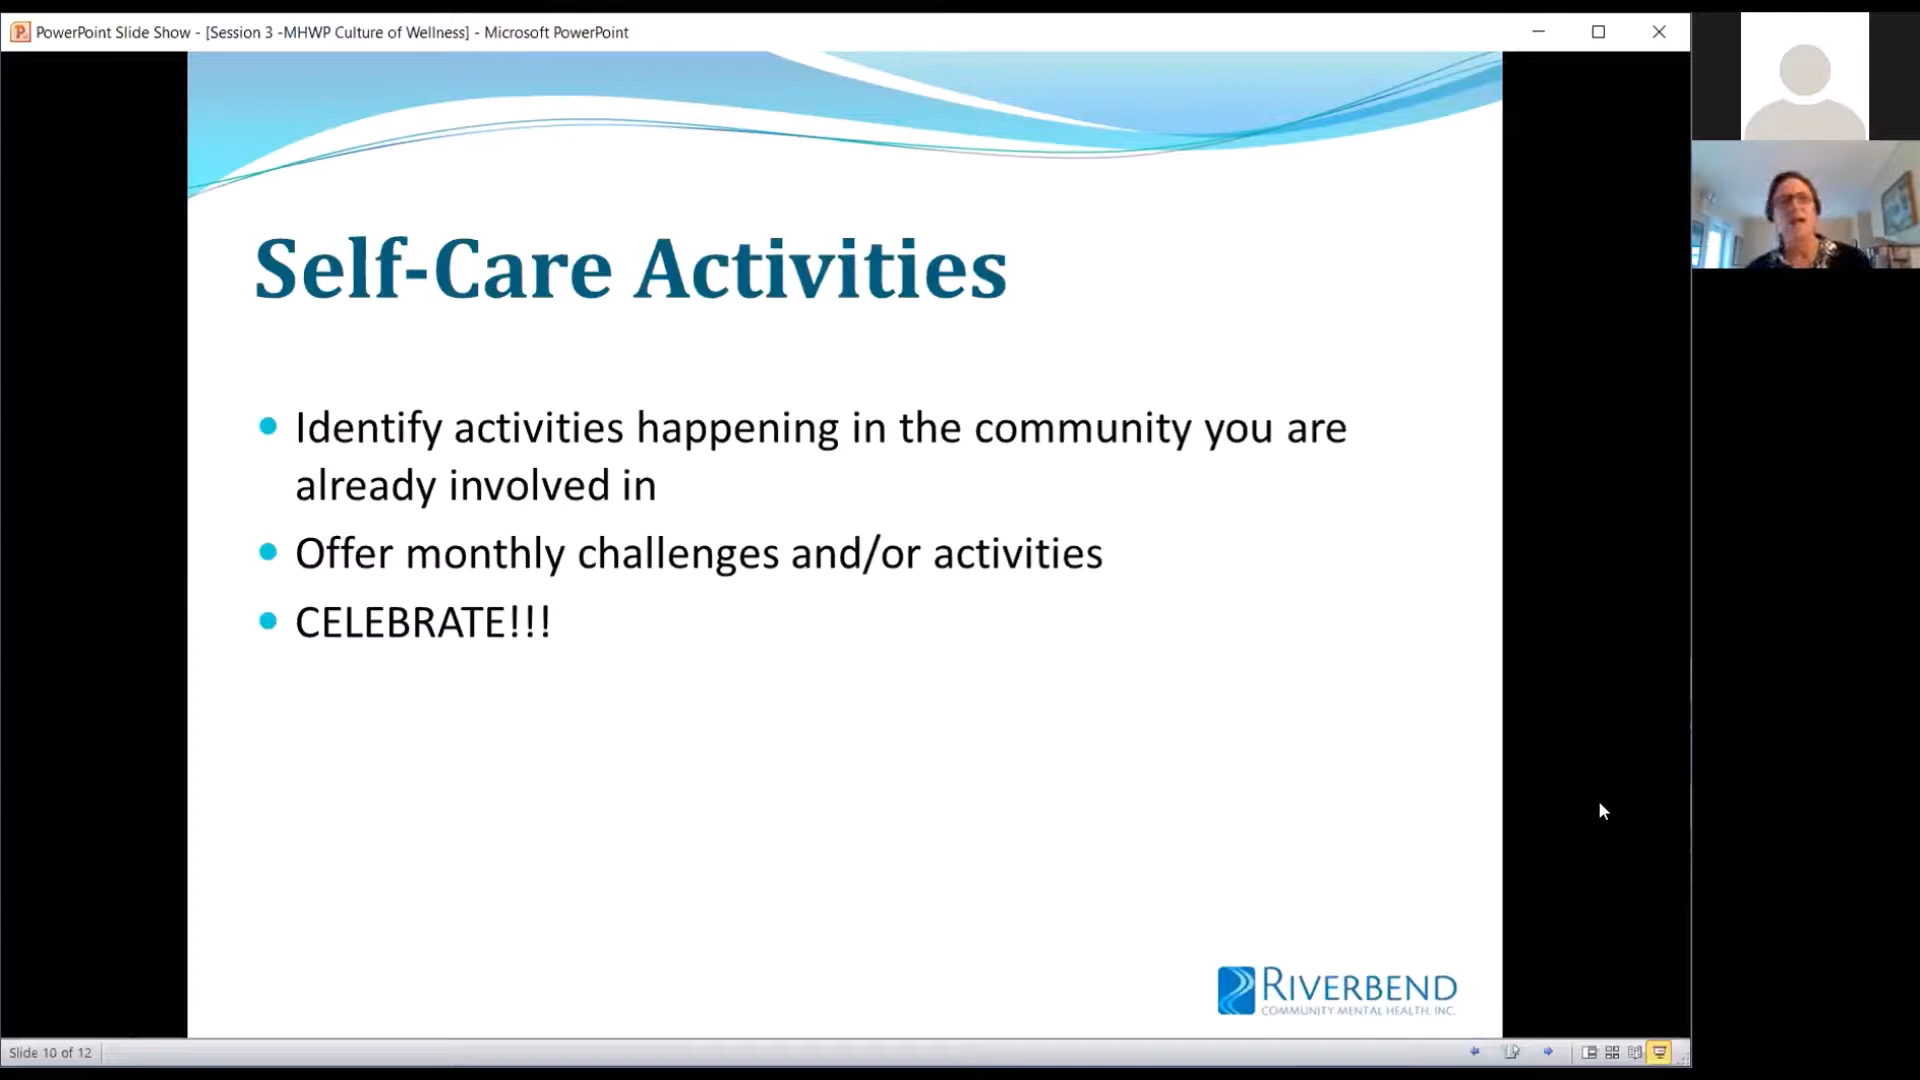 PowerPoint Slide Show - [Session 3 -MHWP Culture of Wellness] - Microsoft PowerPoint
Self-Care Activities
Identify activities happening in the community you are
already involved in
Offer monthly challenges and/or activities
CELEBRATE!!!
RIVERBEND
COMMUNITY MENTAL HEALTH, INC.
Slide 10 of 12